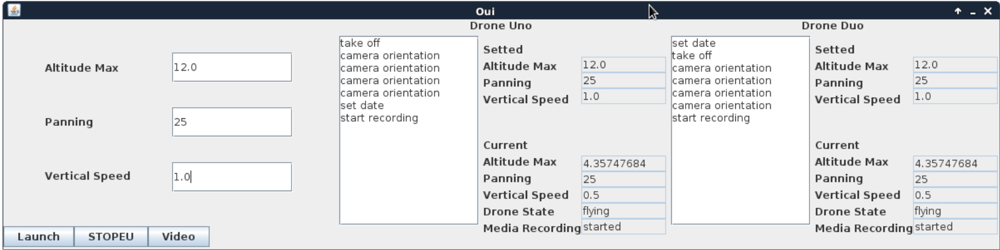 Oui
Altitude Max 12.0
Panning 25
Vertical Speed 1.0
Launch STOPEU Video
Drone Uno
take off
camera orientation
camera orientation
camera orientation
camera orientation
set date
start recording
Setted
Altitude Max 12.0
Panning 25
Vertical Speed 1.0
Current
Altitude Max 4.35747684
Panning 25
Vertical Speed 0.5
Drone State flying
Media Recording started
Drone Duo
set date
take off
camera orientation
camera orientation
camera orientation
camera orientation
start recording
Setted
Altitude Max 12.0
Panning 25
Vertical Speed 1.0
Current
Altitude Max 4.35747684
Panning 25
Vertical Speed 0.5
Drone State flying
Media Recording started